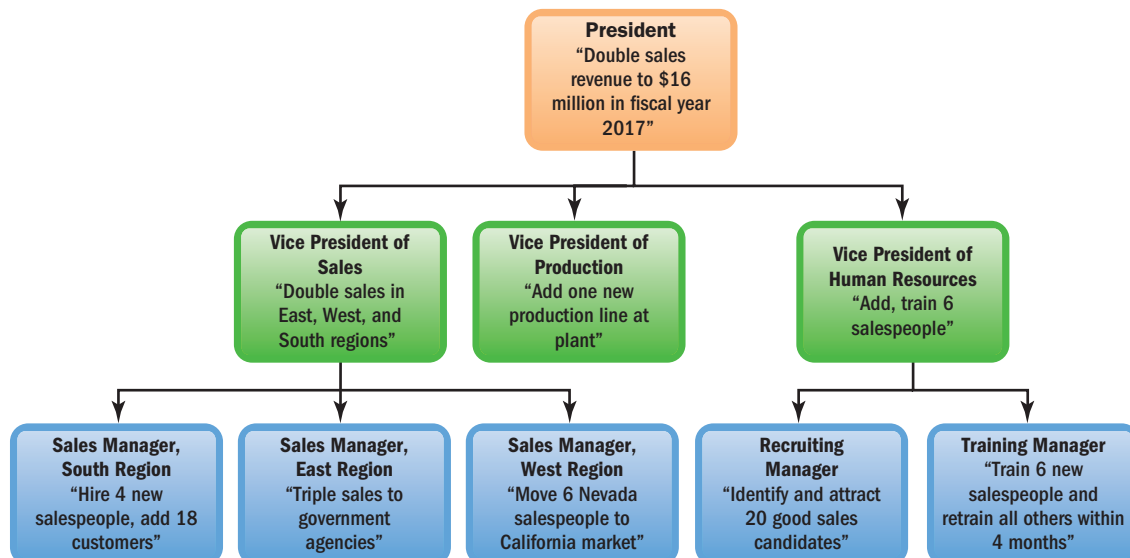 President
“Double sales
revenue to $16
million in fiscal year
2017”
Vice President of
Sales
“Double sales in
East, West, and
South regions”
Vice President of
Production
“Add one new
production line at
plant”
Vice President of
Human Resources
“Add, train 6
salespeople”
Sales Manager,
South Region
“Hire 4 new
salespeople, add 18
customers”
Sales Manager,
East Region
“Triple sales to
government
agencies”
Sales Manager,
West Region
“Move 6 Nevada
salespeople to
California market”
Recruiting
Manager
“Identify and attract
20 good sales
candidates”
Training Manager
“Train 6 new
salespeople and
retrain all others within
4 months”